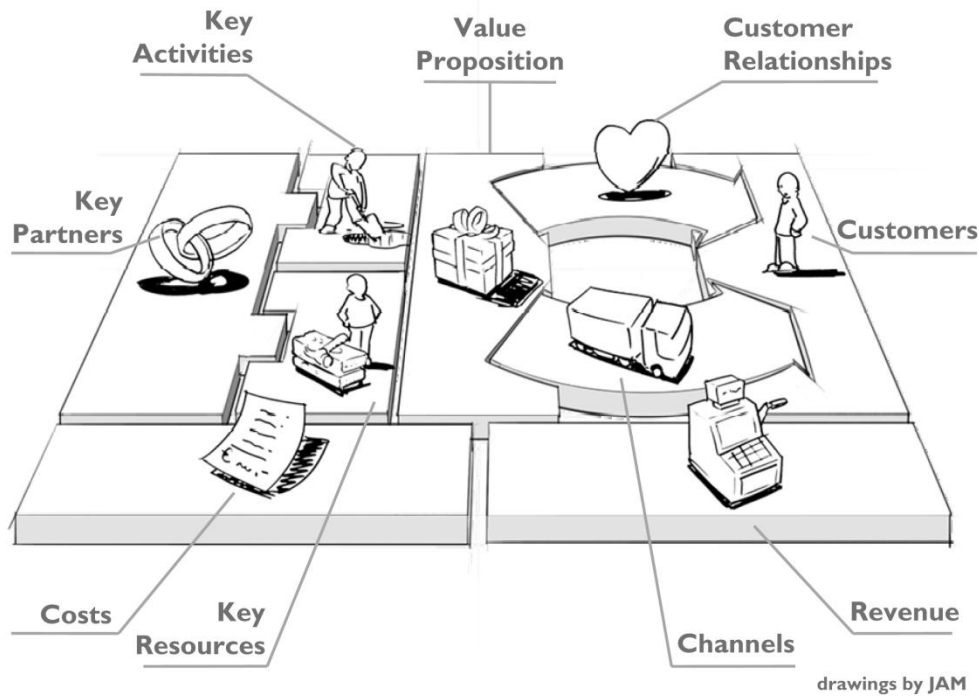 Key
Activities
Value
Proposition
Customer
Relationships
Key
Partners
Customers
Costs
Key
Resources
Channels
Revenue
drawings by JAM